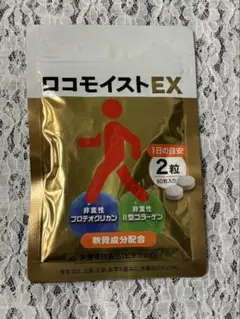 ロコモイストEX
1日の目安
2粒
60粒入り
非変性
プロテオグリカン
非変性
II型コラーゲン
軟骨成分配合